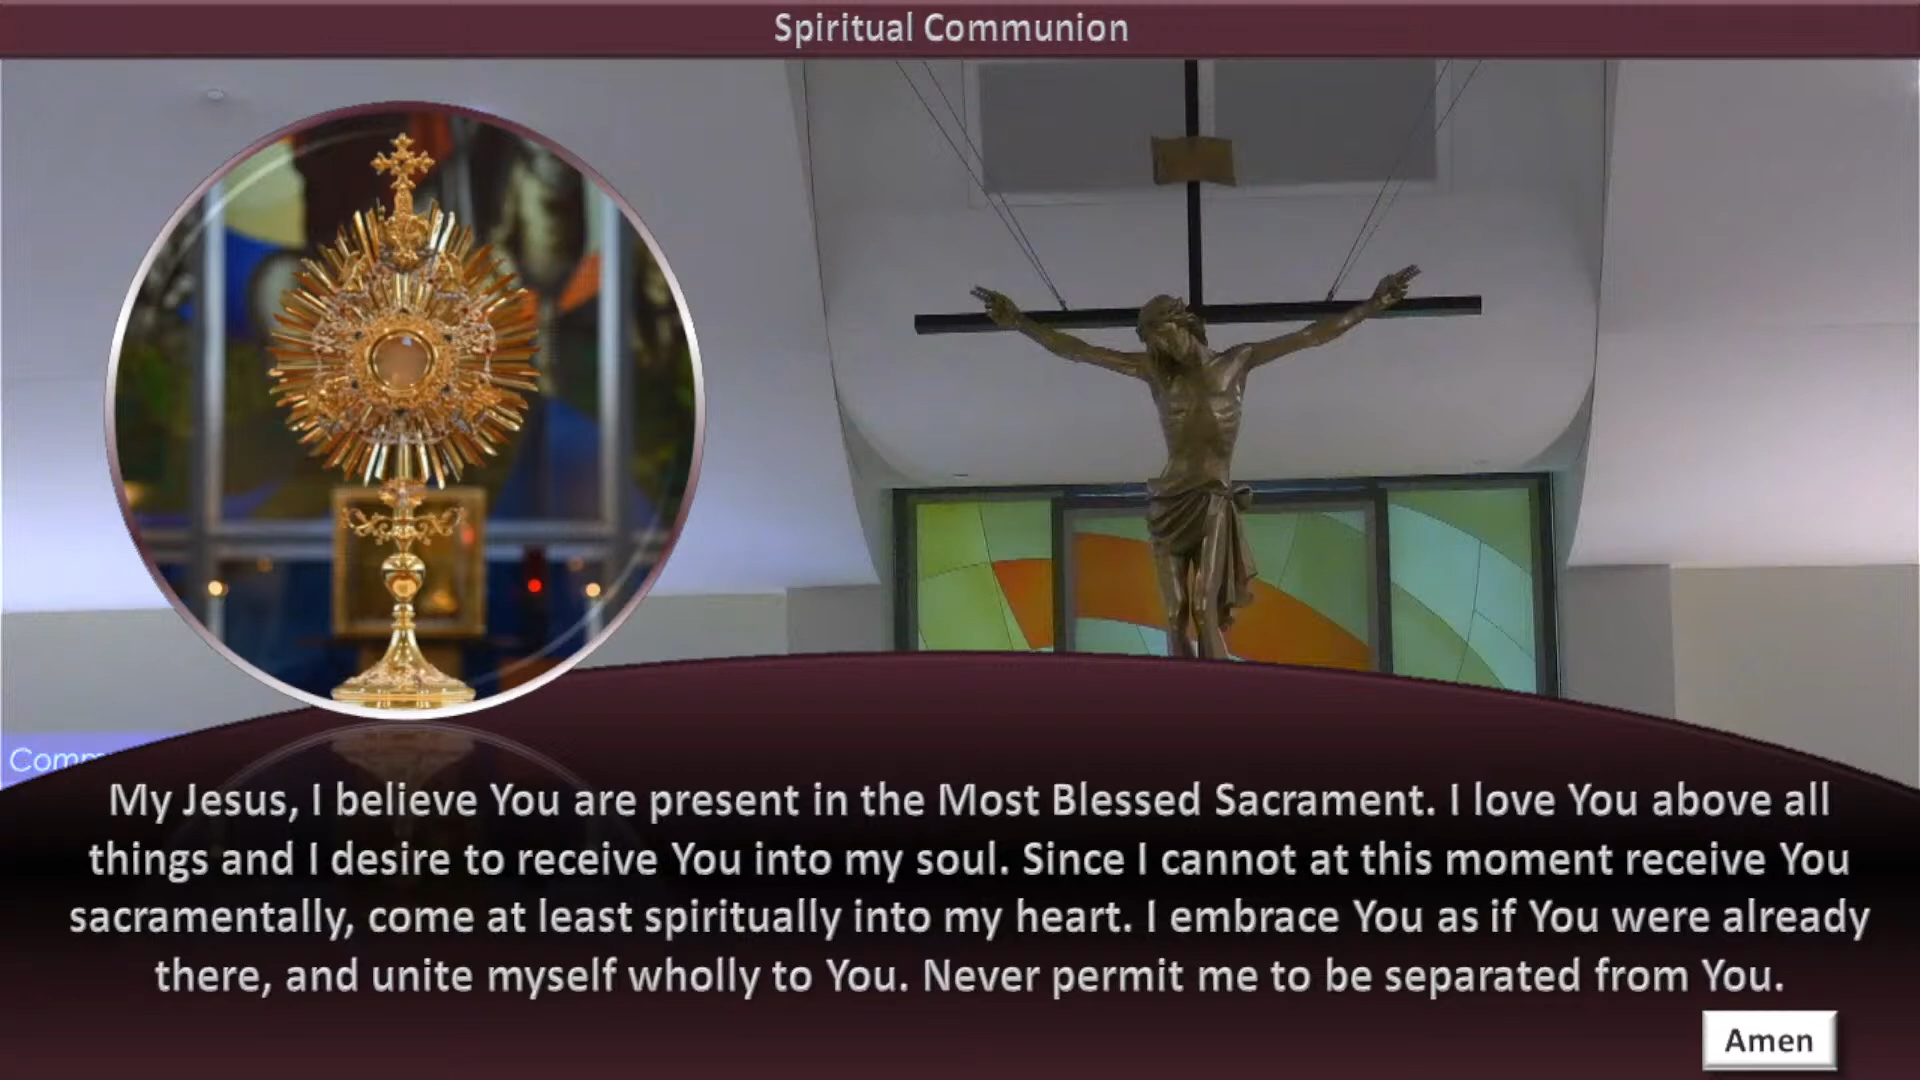 Spiritual Communion
Comm
My Jesus, I believe You are present in the Most Blessed Sacrament. I love You above all
things and I desire to receive You into my soul. Since I cannot at this moment receive You
sacramentally, come at least spiritually into my heart. I embrace You as if You were already
there, and unite myself wholly to You. Never permit me to be separated from You.
Amen